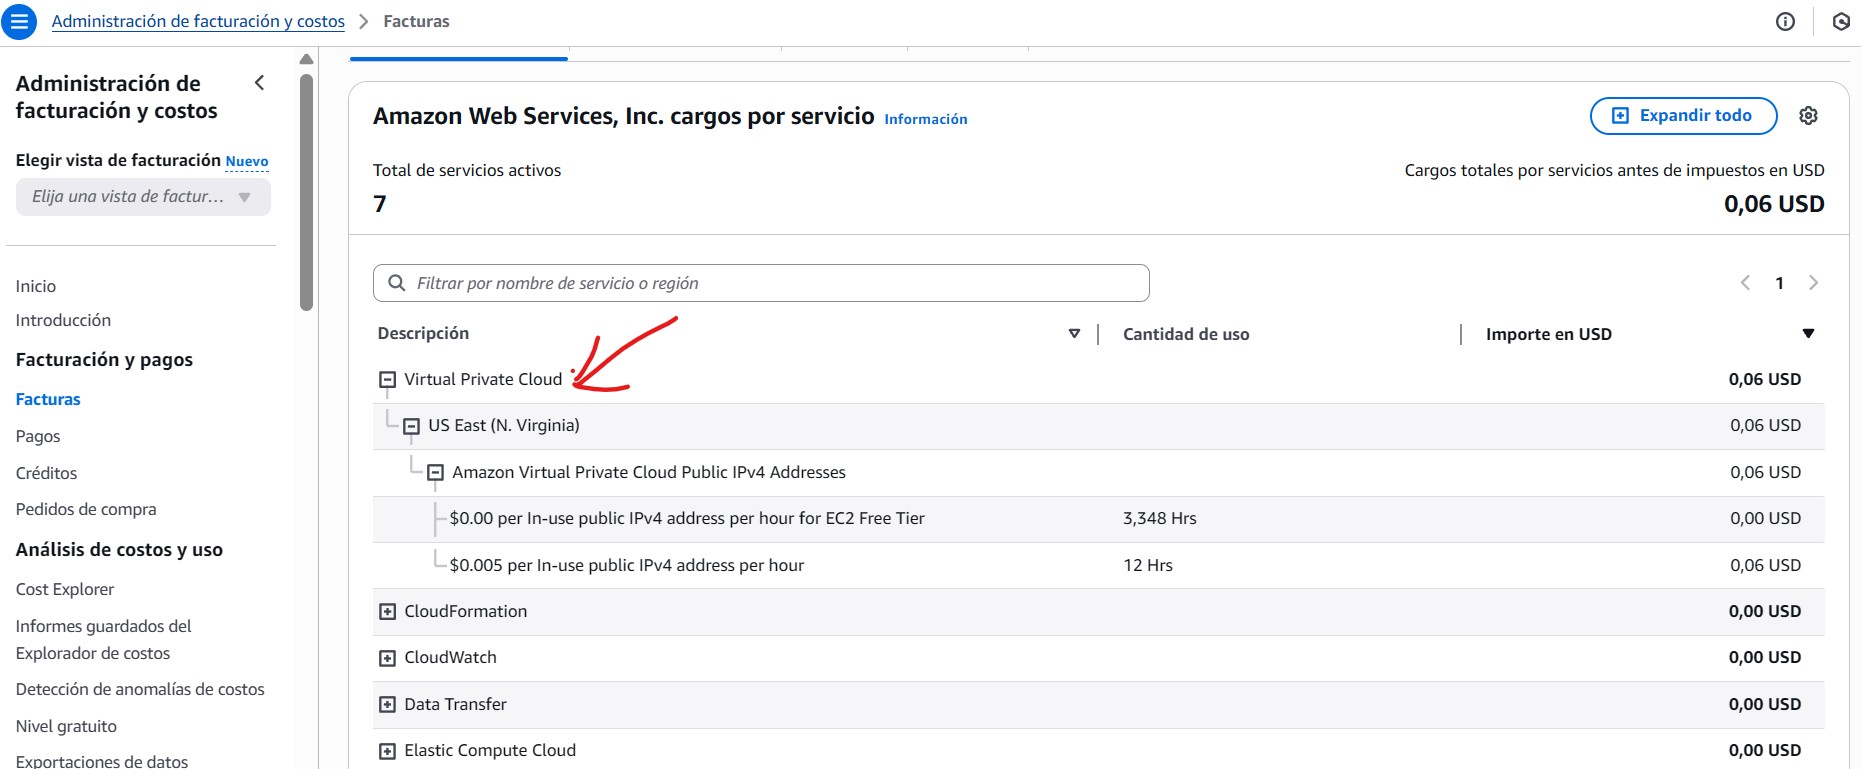 Administración de facturación y costos > Facturas
Administración de
facturación y costos
Elegir vista de facturación Nuevo
Elija una vista de factur...
Inicio
Introducción
Facturación y pagos
Facturas
Pagos
Créditos
Pedidos de compra
Análisis de costos y uso
Cost Explorer
Informes guardados del
Explorador de costos
Detección de anomalías de costos
Nivel gratuito
Exportaciones de datos
Amazon Web Services, Inc. cargos por servicio Información
Expandir todo
Total de servicios activos
7
Cargos totales por servicios antes de impuestos en USD
0,06 USD
Filtrar por nombre de servicio o región
1
Descripción Cantidad de uso Importe en USD
Virtual Private Cloud 0,06 USD
US East (N. Virginia) 0,06 USD
Amazon Virtual Private Cloud Public IPv4 Addresses 0,06 USD
$0.00 per In-use public IPv4 address per hour for EC2 Free Tier 3,348 Hrs 0,00 USD
$0.005 per In-use public IPv4 address per hour 12 Hrs 0,06 USD
CloudFormation 0,00 USD
CloudWatch 0,00 USD
Data Transfer 0,00 USD
Elastic Compute Cloud 0,00 USD